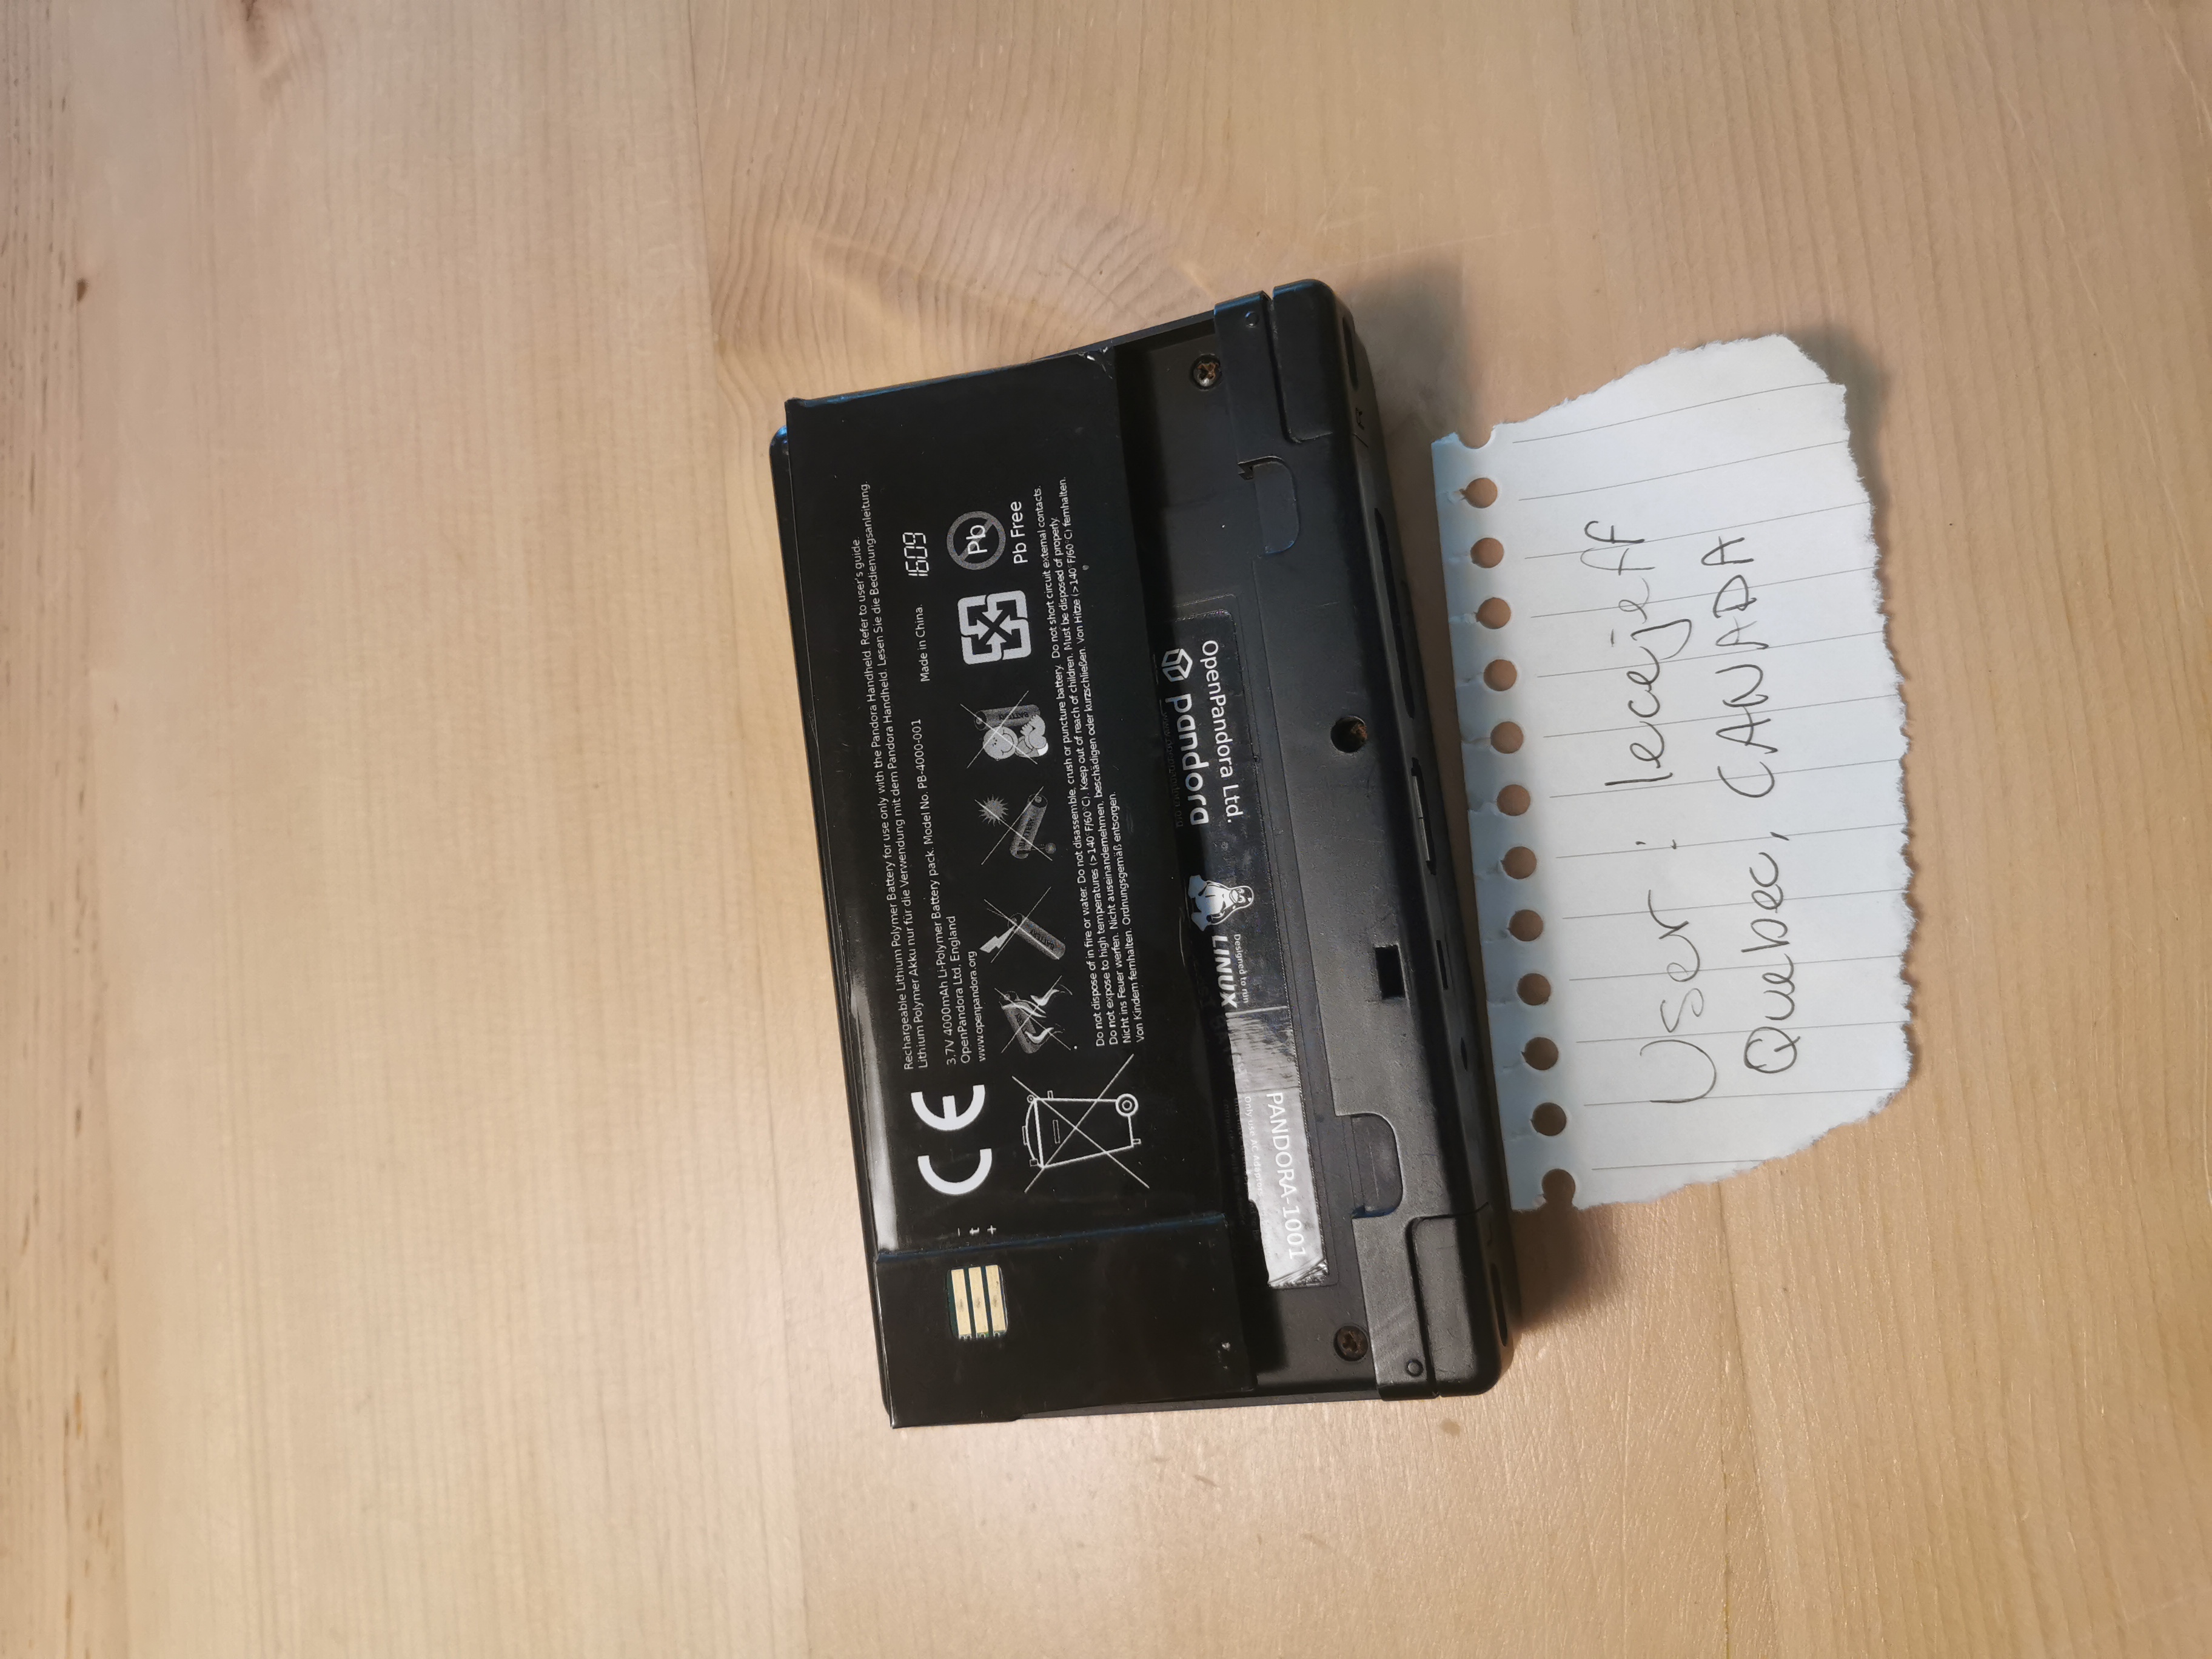 Rechargeable Lithium Polymer Battery for use only with the Pandora Handheld. Refer to user's guide.
Lithium Polymer Akku nur für die Verwendung mit dem Pandora Handheld. Lesen Sie die Bedienungsanleitung.
3.7V 4000mAh Li-Polymer Battery pack. Model No. PB-4000-001 Made in China. 1609
OpenPandora Ltd. England
www.openpandora.org
CE
Pb
Pb Free
Do not dispose of in fire or water. Do not disassemble, crush or puncture battery. Do not short circuit external contacts.
Do not expose to high temperatures (>140°F/60°C). Keep out of reach of children. Must be disposed of properly.
Nicht ins Feuer werfen. Nicht auseinandernehmen, beschädigen oder kurzschließen. Von Hitze (>140°F/60°C) fernhalten.
Von Kindern fernhalten. Ordnungsgemäß entsorgen.
-
t
+
OpenPandora Ltd.
pandora
Designed to run
LINUX
PANDORA-1001
Only use AC adapter
User: lecejeff
Quebec, CANADA